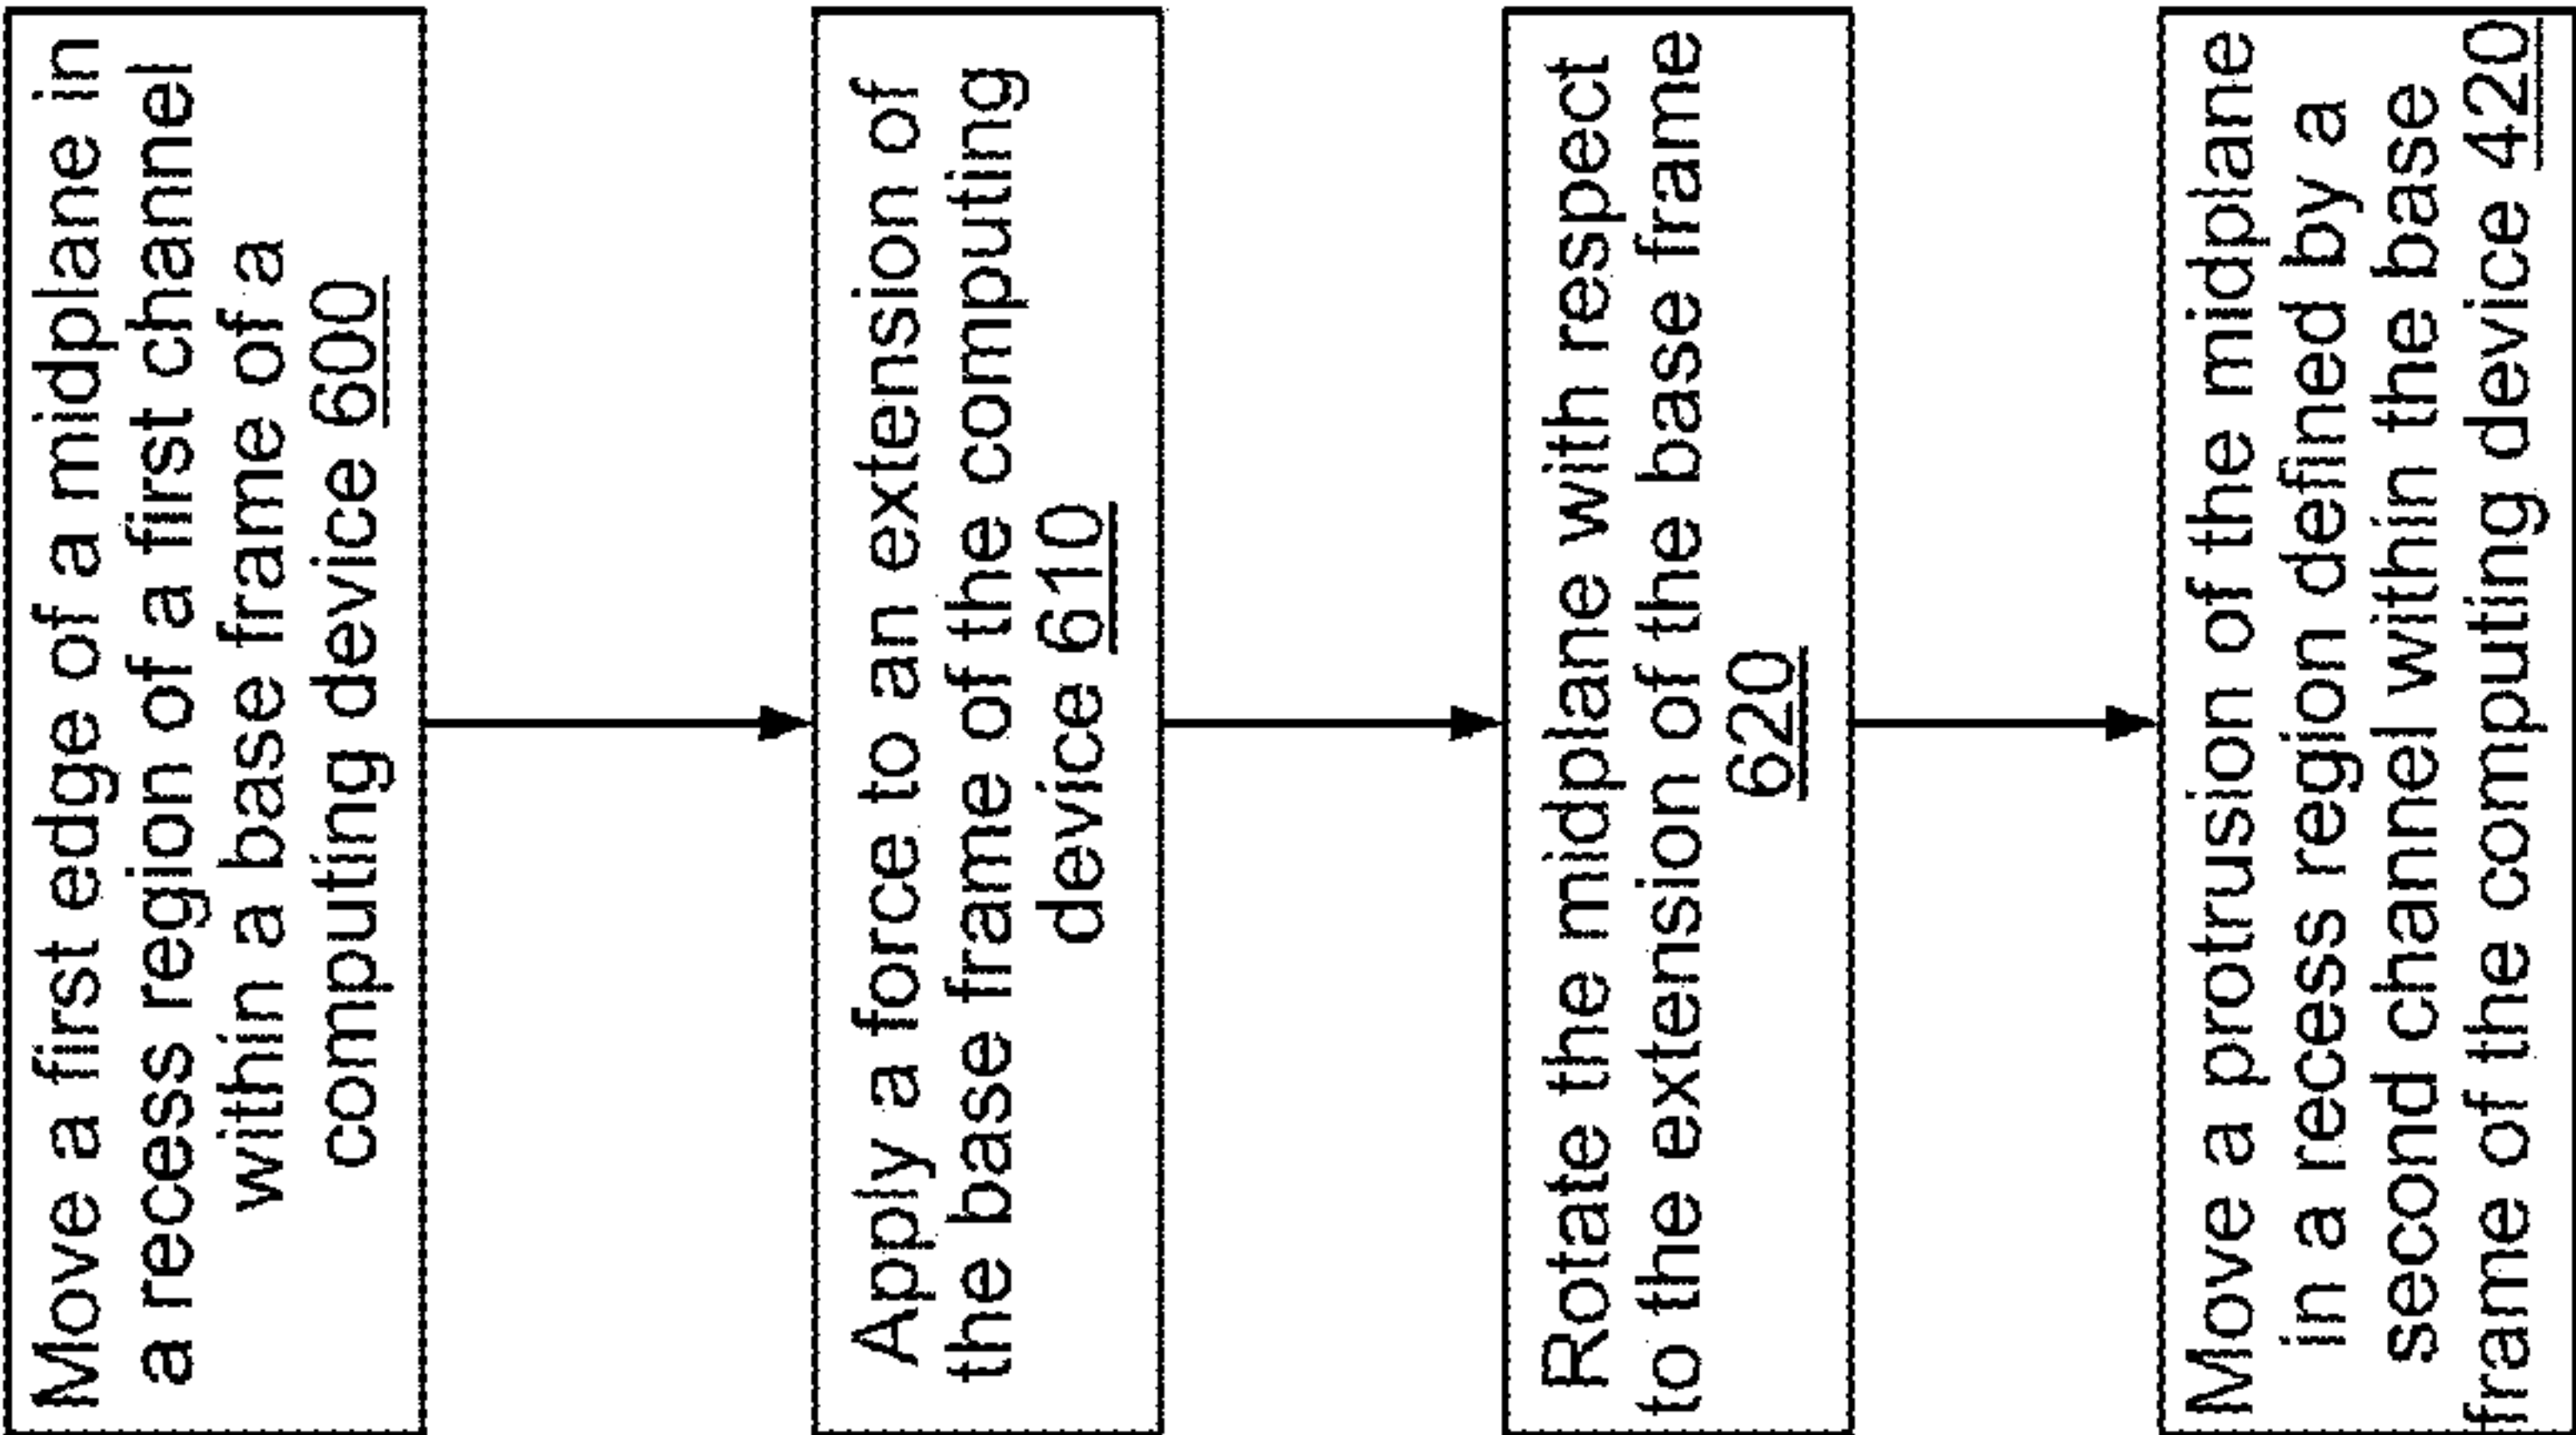 Move a first edge of a midplane in
a recess region of a first channel
within a base frame of a
computing device 600
Apply a force to an extension of
the base frame of the computing
device 610
Rotate the midplane with respect
to the extension of the base frame
620
Move a protrusion of the midplane
in a recess region defined by a
second channel within the base
frame of the computing device 420